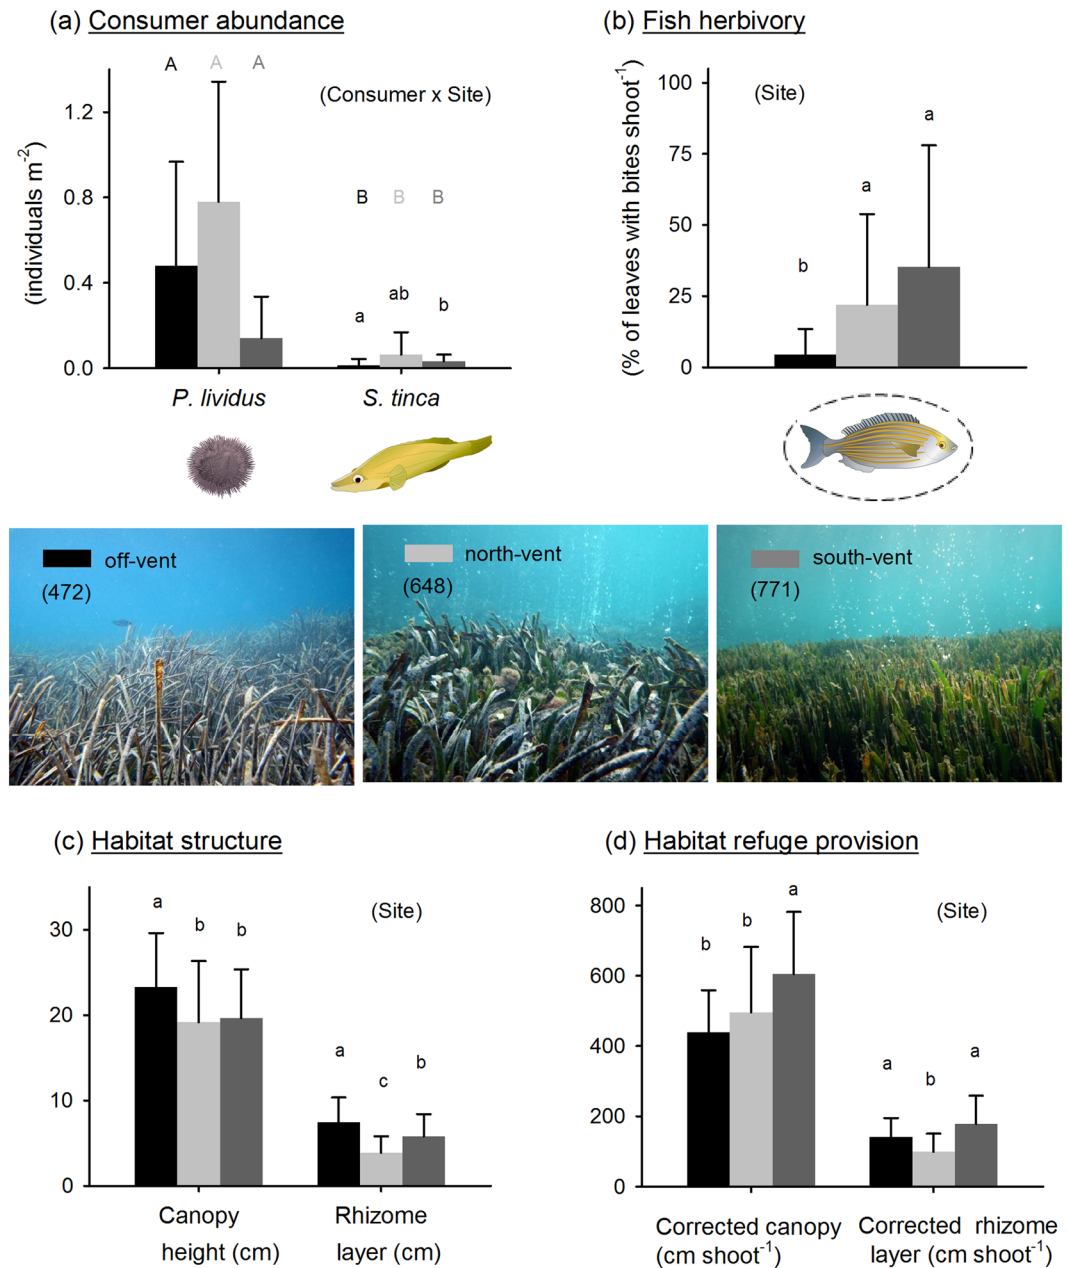 (a) Consumer abundance
A A A
(Consumer x Site)
(individuals m-2)
1.2
0.8
0.4
0.0
B B B
a ab b
P. lividus S. tinca
(b) Fish herbivory
(% of leaves with bites shoot-1)
100
75
50
25
0
(Site)
b a a
off-vent
(472)
north-vent
(648)
south-vent
(771)
(c) Habitat structure
30
20
10
0
(Site)
a b b
a c b
Canopy
height (cm)
Rhizome
layer (cm)
(d) Habitat refuge provision
800
600
400
200
0
(Site)
b b a
a b a
Corrected canopy
(cm shoot-1)
Corrected rhizome
layer (cm shoot-1)